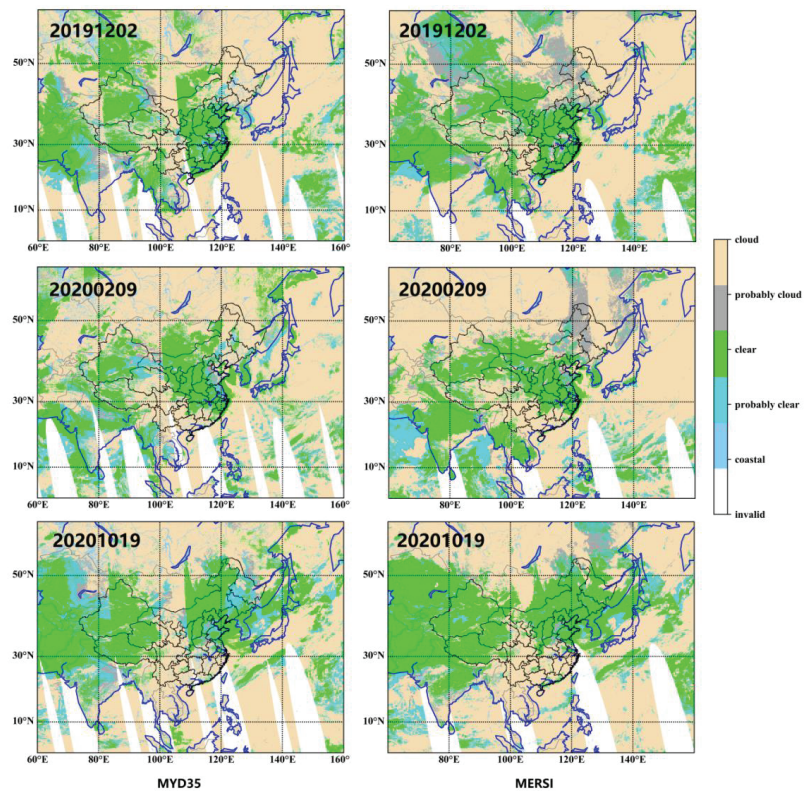 20191202
20191202
50°N
30°N
10°N
60°E 80°E 100°E 120°E 140°E 160°E
50°N
30°N
10°N
80°E 100°E 120°E 140°E
20200209
20200209
50°N
30°N
10°N
60°E 80°E 100°E 120°E 140°E 160°E
50°N
30°N
10°N
80°E 100°E 120°E 140°E
cloud
probably cloud
clear
probably clear
coastal
invalid
20201019
20201019
50°N
30°N
10°N
60°E 80°E 100°E 120°E 140°E 160°E
50°N
30°N
10°N
80°E 100°E 120°E 140°E
MYD35
MERSI